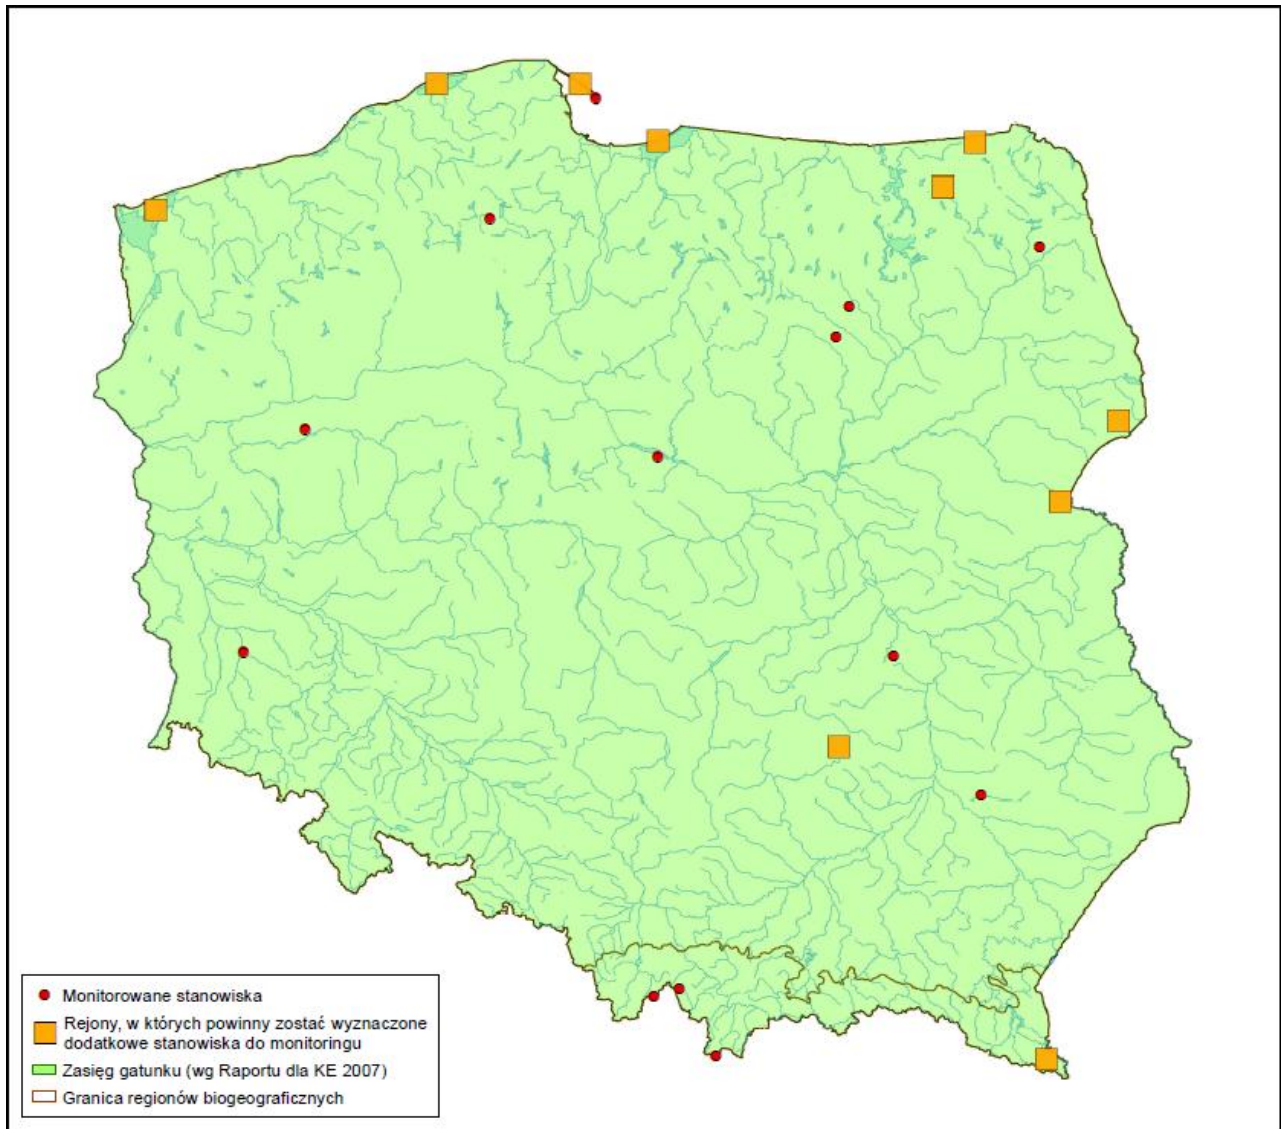 Monitorowane stanowiska
Rejony, w których powinny zostać wyznaczone
dodatkowe stanowiska do monitoringu
Zasięg gatunku (wg Raportu dla KE 2007)
Granica regionów biogeograficznych